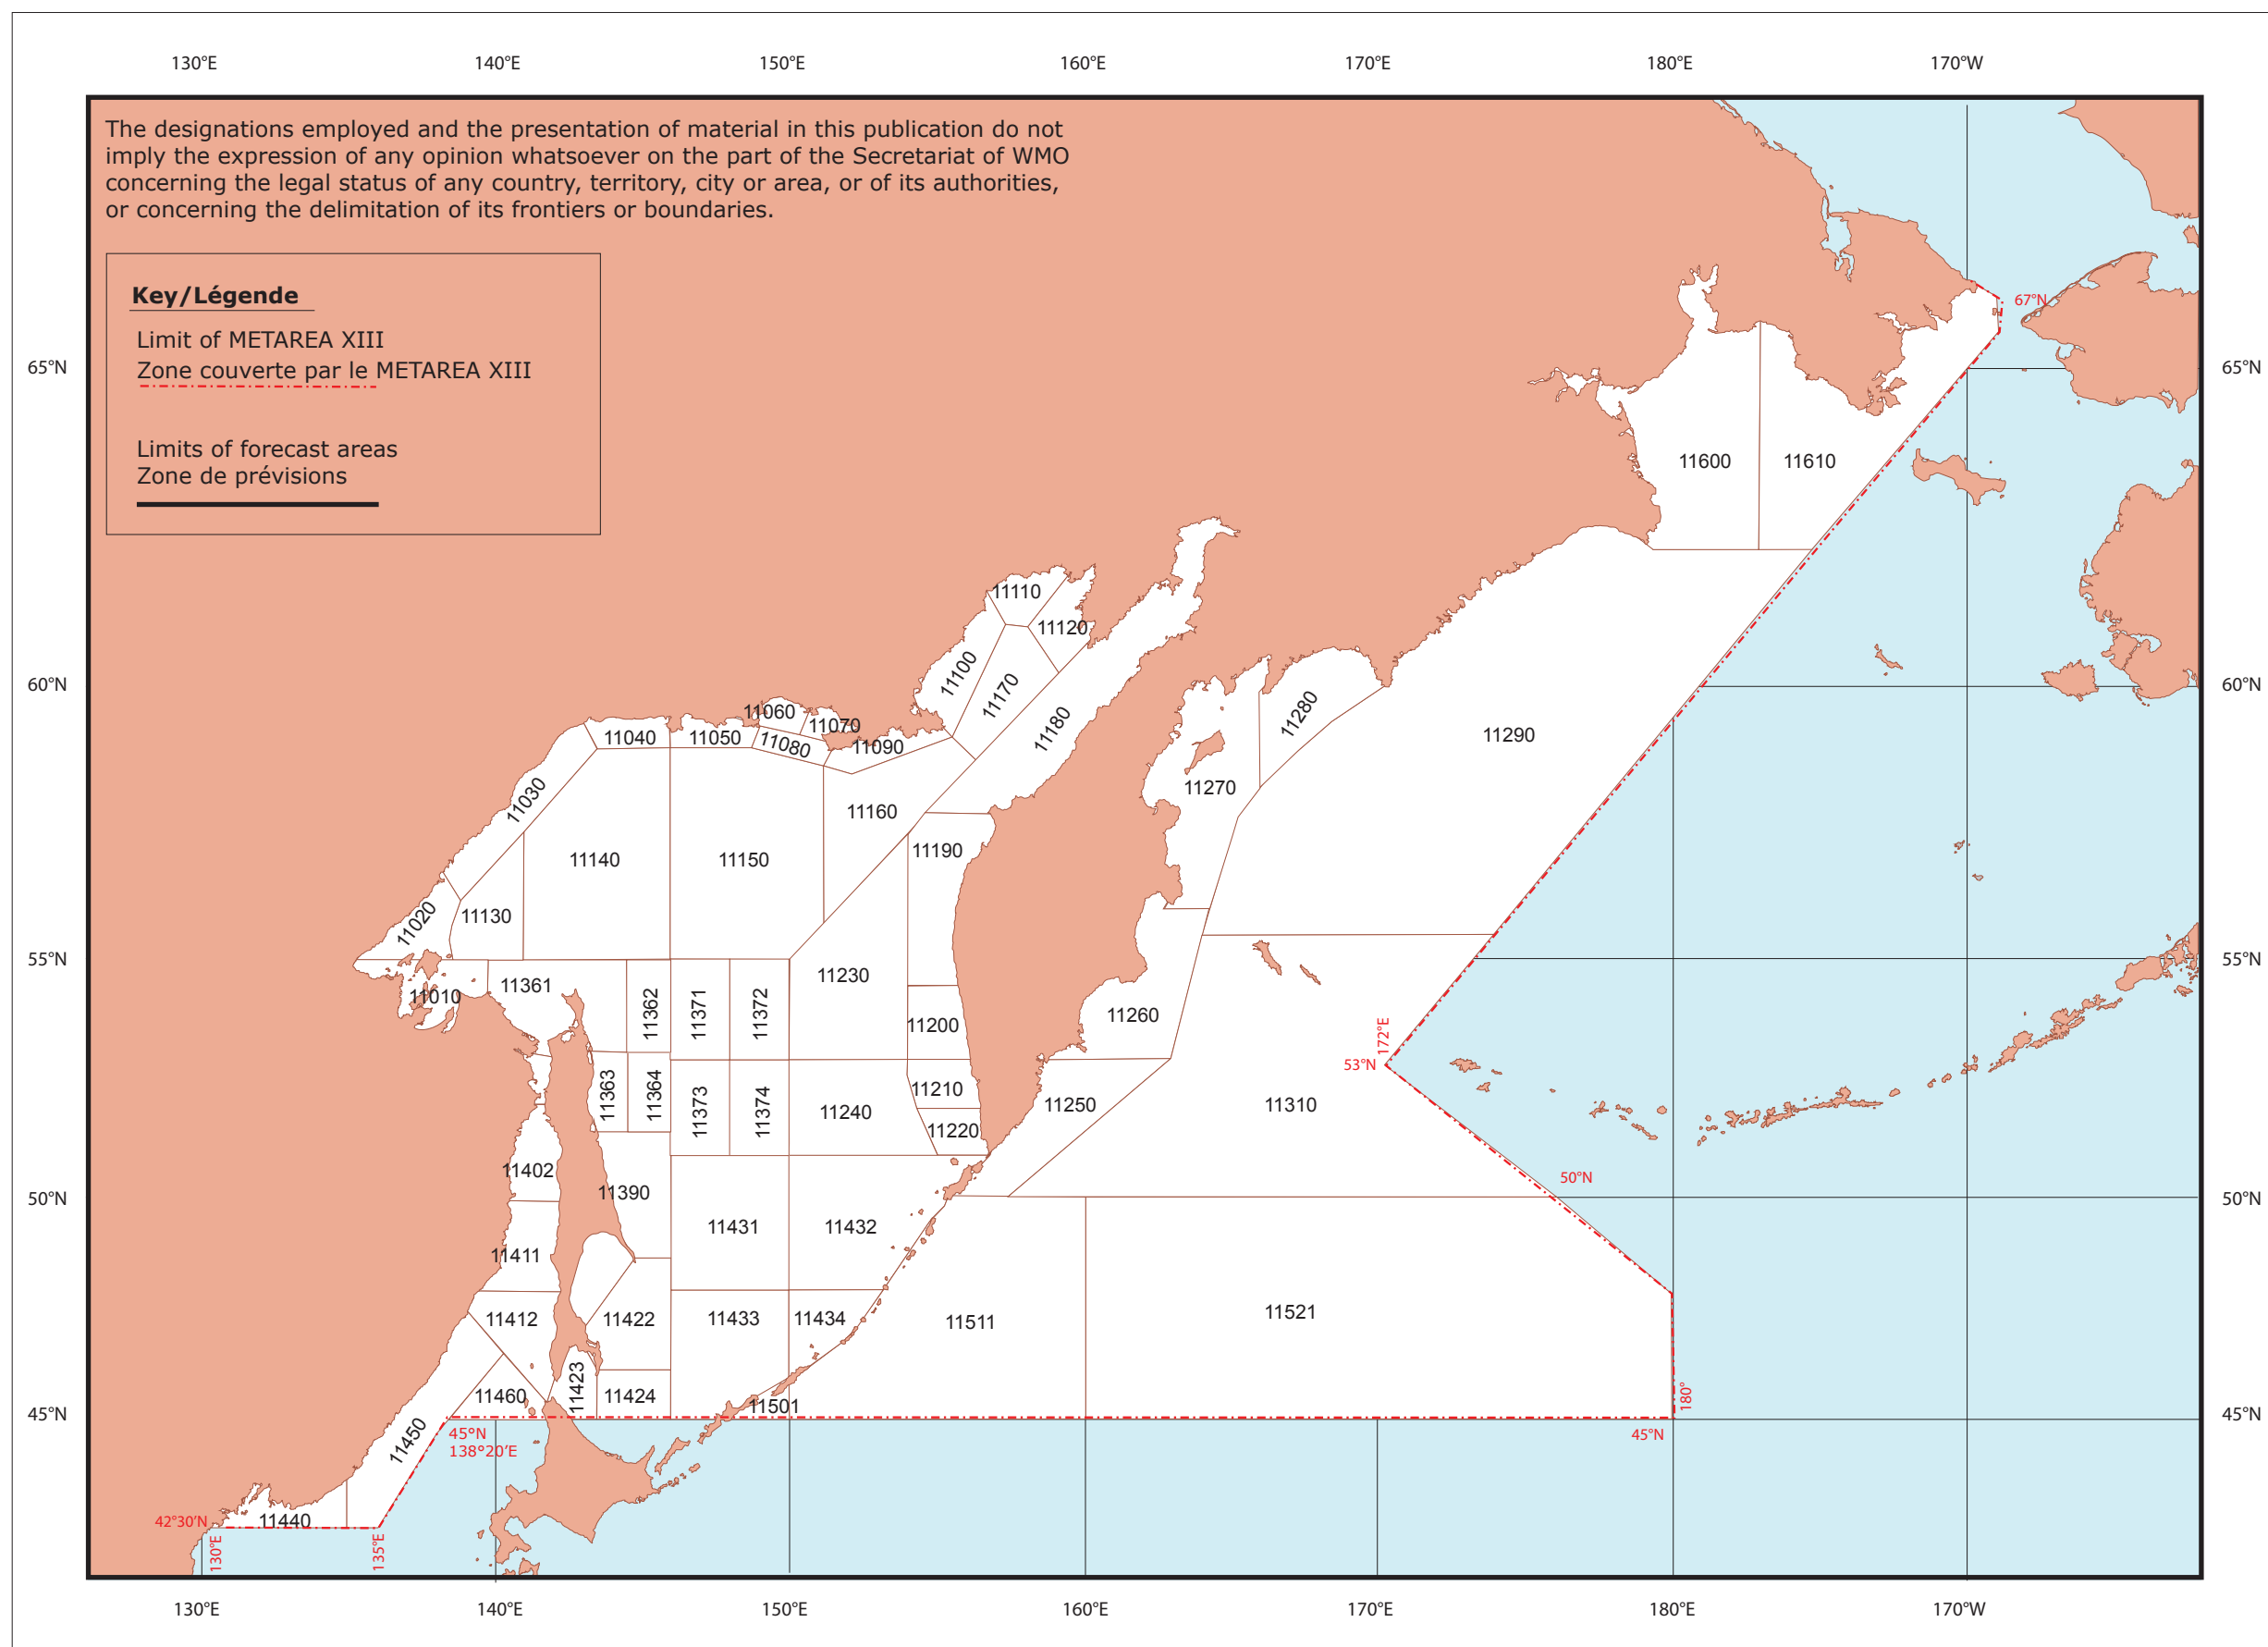 130°E 140°E 150°E 160°E 170°E 180°E 170°W
The designations employed and the presentation of material in this publication do not
imply the expression of any opinion whatsoever on the part of the Secretariat of WMO
concerning the legal status of any country, territory, city or area, or of its authorities,
or concerning the delimitation of its frontiers or boundaries.
Key/Légende
Limit of METAREA XIII
Zone couverte par le METAREA XIII
Limits of forecast areas
Zone de prévisions
67°N
65°N 65°N
11600 11610
11110
11120
11100
11170
60°N 60°N
11280
11060
11070
11180
11040 11050 11080 11090
11290
11270
11030
11160
11190
11140 11150
11020
11130
55°N 55°N
11230
11361
11010
11362 11371 11372
11200
11260
172°E
53°N
11363 11364 11373 11374
11210
11240
11250
11310
11220
11402
50°N
11390
50°N 50°N
11431 11432
11411
11412 11422 11433 11434 11511 11521
11460 11423 11424
180°
11501
45°N 45°N
45°N
138°20'E
45°N
11450
42°30'N
11440
130°E 135°E
130°E 140°E 150°E 160°E 170°E 180°E 170°W